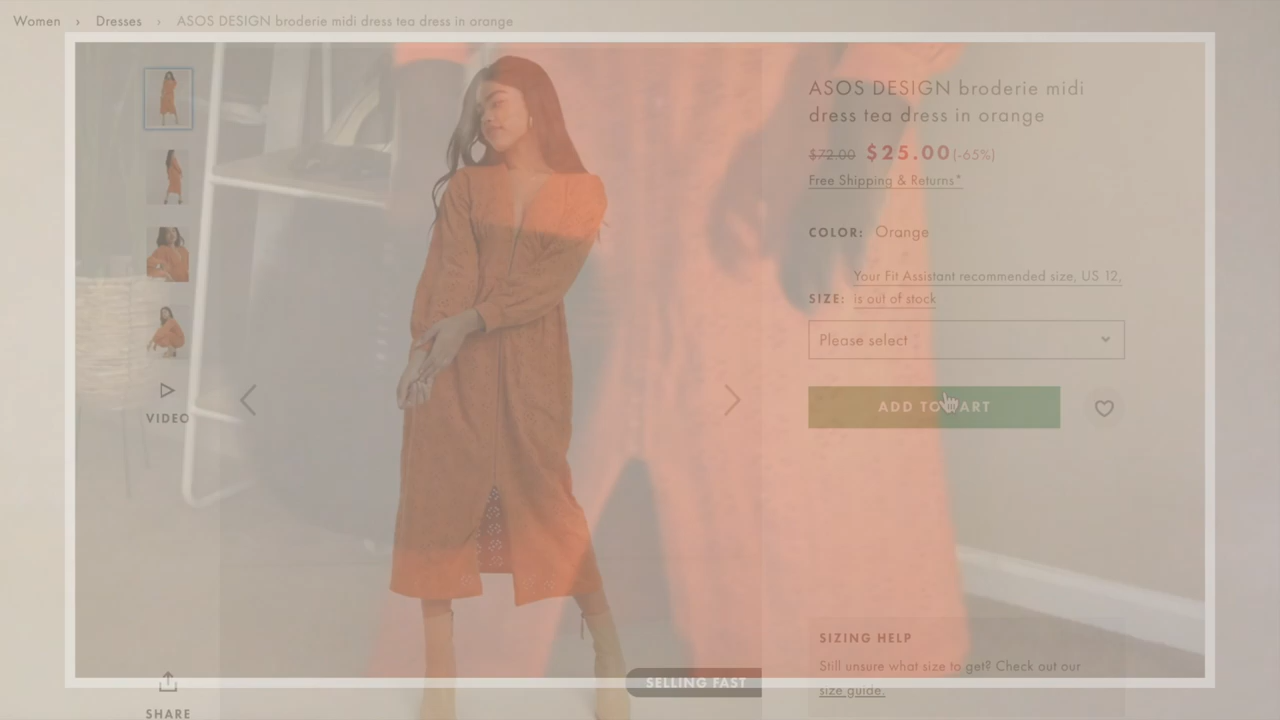 Women › Dresses › ASOS DESIGN broderie midi dress tea dress in orange
ASOS DESIGN broderie midi
dress tea dress in orange
$72.00 $25.00(-65%)
Free Shipping & Returns*
COLOR: Orange
Your Fit Assistant recommended size, US 12,
SIZE: is out of stock
Please select
ADD TO CART
VIDEO
SIZING HELP
Still unsure what size to get? Check out our
size guide.
SELLING FAST
SHARE